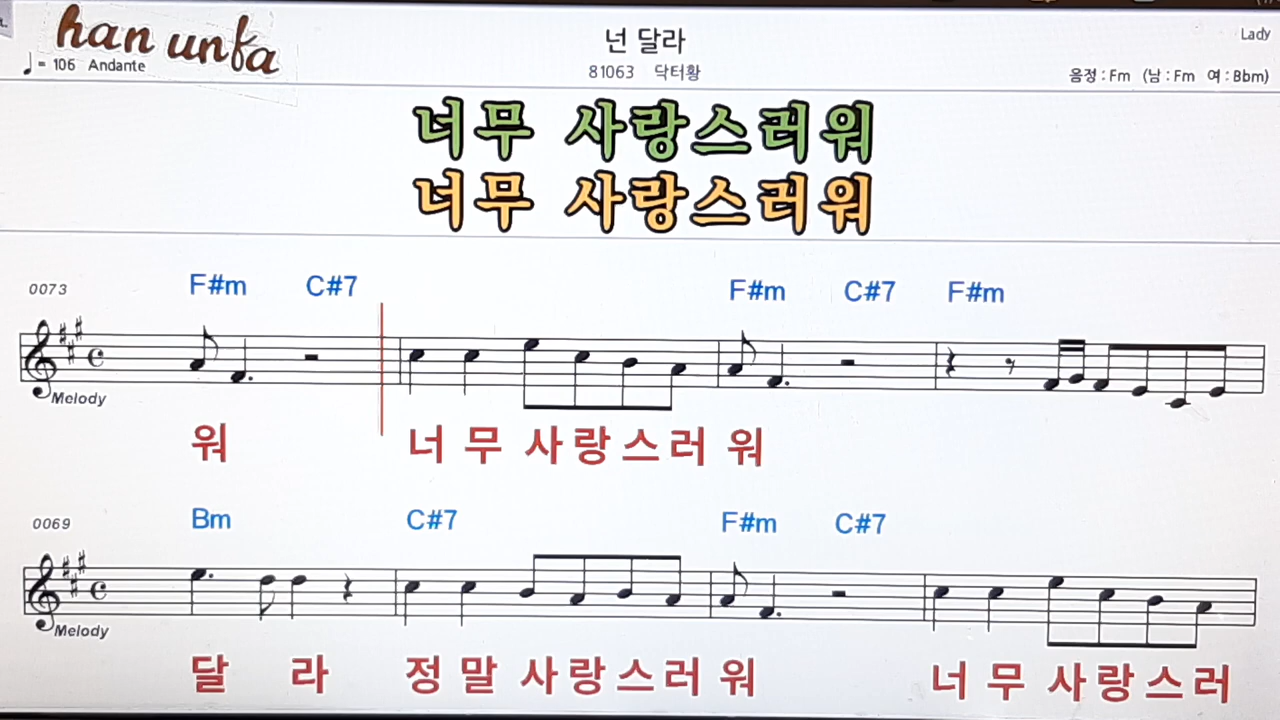 han unfa
넌 달라
Lady
♩= 106 Andante
81063 닥터황
음정 : Fm (남 : Fm 여 : Bbm)
너무 사랑스러워
너무 사랑스러워
0073
F#m C#7 F#m C#7 F#m
Melody
워 너 무 사 랑 스 러 워
0069
Bm C#7 F#m C#7
Melody
달 라 정 말 사 랑 스 러 워 너 무 사 랑 스 러